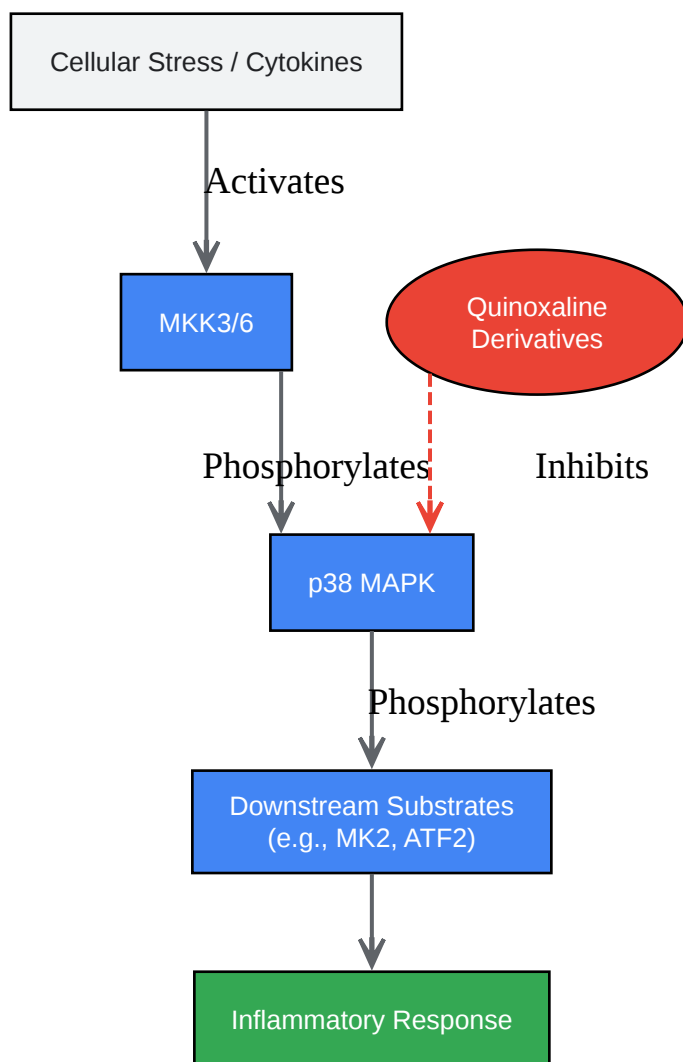 Cellular Stress / Cytokines
Activates
MKK3/6
Quinoxaline
Derivatives
Phosphorylates
Inhibits
p38 MAPK
Phosphorylates
Downstream Substrates
(e.g., MK2, ATF2)
Inflammatory Response